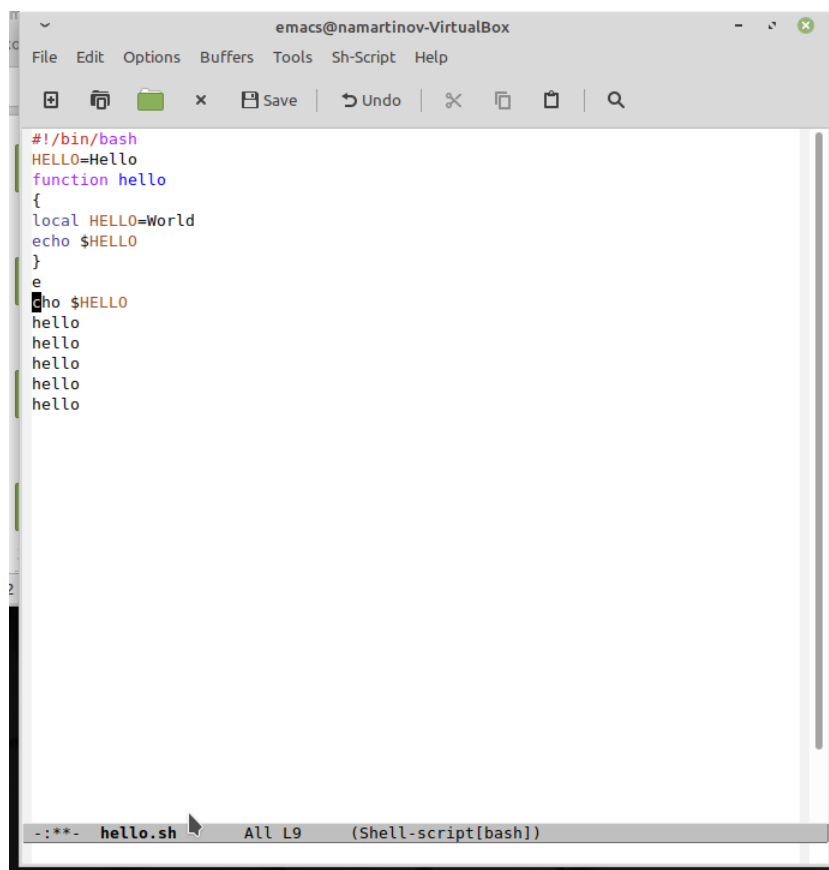 emacs@namartinov-VirtualBox
File Edit Options Buffers Tools Sh-Script Help
Save Undo
#!/bin/bash
HELLO=Hello
function hello
{
local HELLO=World
echo $HELLO
}
e
cho $HELLO
hello
hello
hello
hello
hello
-:**- hello.sh All L9 (Shell-script[bash])